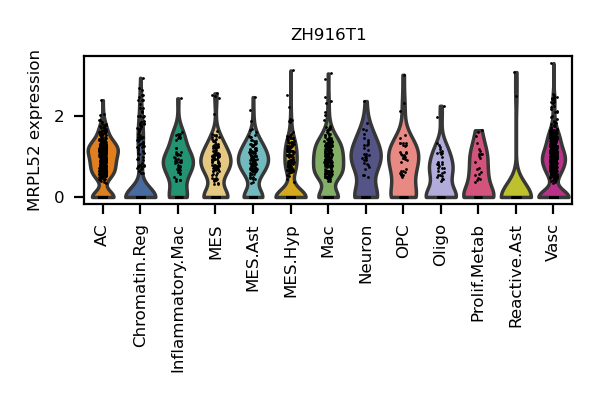 ZH916T1
MRPL52 expression
2
0
AC
Chromatin.Reg
Inflammatory.Mac
MES
MES.Ast
MES.Hyp
Mac
Neuron
OPC
Oligo
Prolif.Metab
Reactive.Ast
Vasc